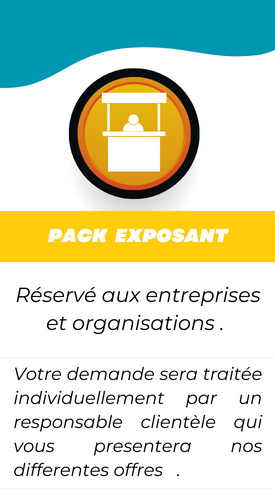 PACK EXPOSANT
Réservé aux entreprises
et organisations .
Votre demande sera traitée
individuellement par un
responsable clientèle qui
vous presentera nos
differentes offres .